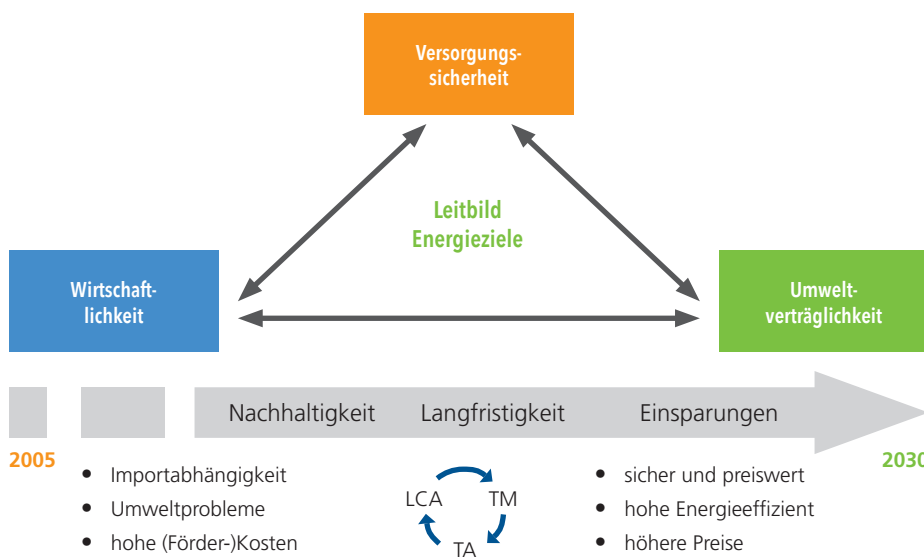 Versorgungs-
sicherheit
Leitbild
Energieziele
Wirtschaft-
lichkeit
Umwelt-
verträglichkeit
Nachhaltigkeit Langfristigkeit Einsparungen
2005
2030
• Importabhängigkeit
• Umweltprobleme
• hohe (Förder-)Kosten
LCA TM
TA
• sicher und preiswert
• hohe Energieeffizient
• höhere Preise